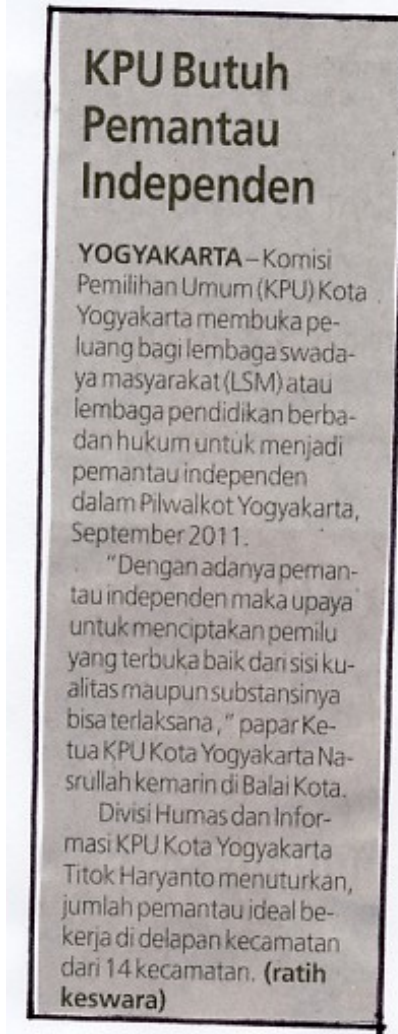 KPU Butuh
Pemantau
Independen
YOGYAKARTA – Komisi
Pemilihan Umum (KPU) Kota
Yogyakarta membuka pe-
luang bagi lembaga swada-
ya masyarakat (LSM) atau
lembaga pendidikan berba-
dan hukum untuk menjadi
pemantau independen
dalam Pilwalkot Yogyakarta,
September 2011.
"Dengan adanya peman-
tau independen maka upaya
untuk menciptakan pemilu
yang terbuka baik dari sisi ku-
alitas maupun substansinya
bisa terlaksana," papar Ke-
tua KPU Kota Yogyakarta Na-
srullah kemarin di Balai Kota.
Divisi Humas dan Infor-
masi KPU Kota Yogyakarta
Titok Haryanto menuturkan,
jumlah pemantau ideal be-
kerja di delapan kecamatan
dari 14 kecamatan. (ratih
keswara)